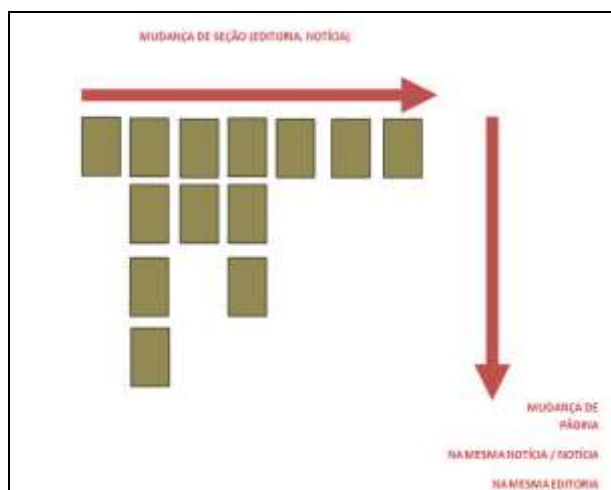 MUDANÇA DE SEÇÃO (EDITORIA, NOTÍCIA)
MUDANÇA DE
PÁGINA
NA MESMA NOTÍCIA / NOTÍCIA
NA MESMA EDITORIA